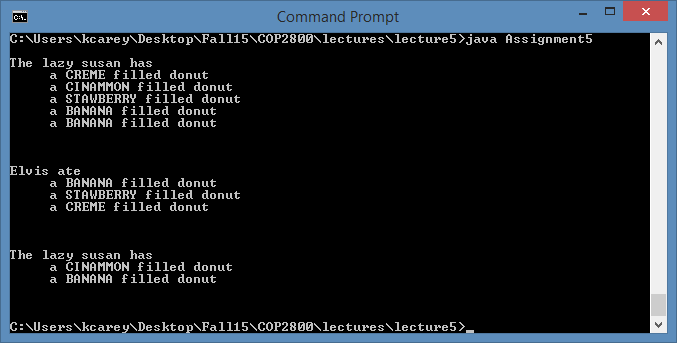 Command Prompt
C:\Users\kcarey\Desktop\Fall15\COP2800\lectures\lecture5>java Assignment5
The lazy susan has
a CREME filled donut
a CINAMMON filled donut
a STAWBERRY filled donut
a BANANA filled donut
a BANANA filled donut
Elvis ate
a BANANA filled donut
a STAWBERRY filled donut
a CREME filled donut
The lazy susan has
a CINAMMON filled donut
a BANANA filled donut
C:\Users\kcarey\Desktop\Fall15\COP2800\lectures\lecture5>_